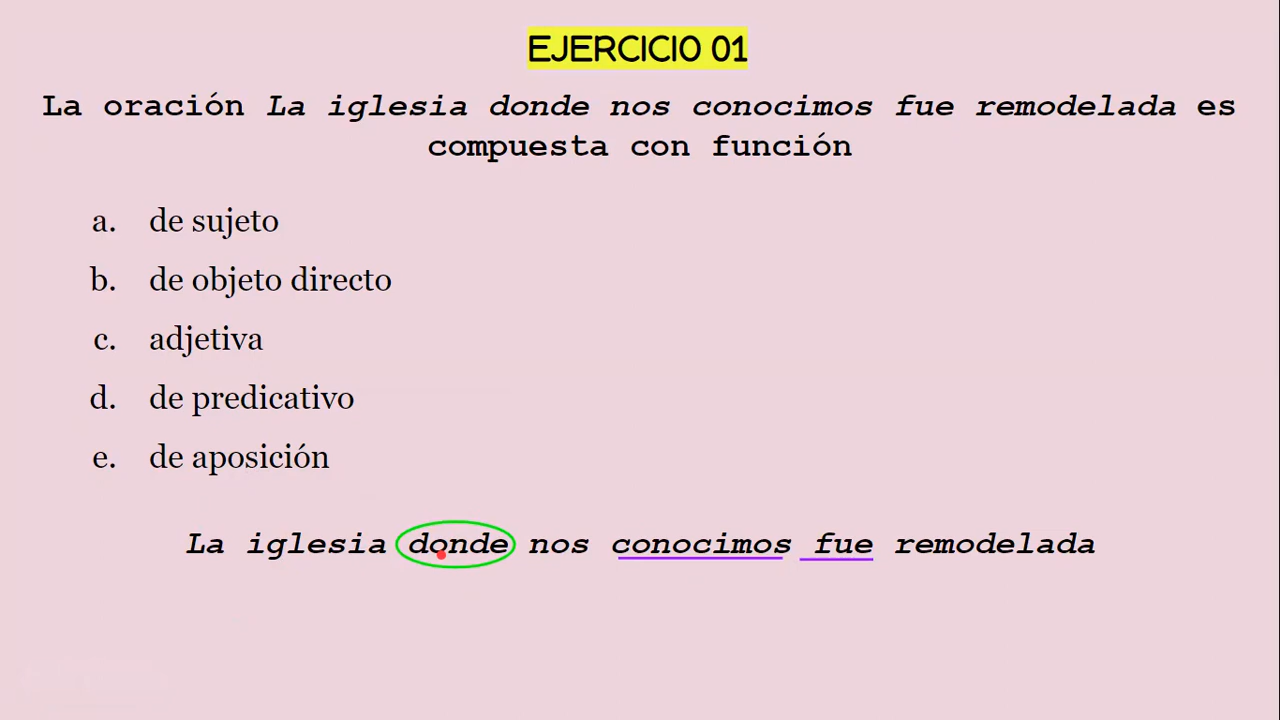 EJERCICIO 01
La oración La iglesia donde nos conocimos fue remodelada es
compuesta con función
a. de sujeto
b. de objeto directo
c. adjetiva
d. de predicativo
e. de aposición
La iglesia donde nos conocimos fue remodelada